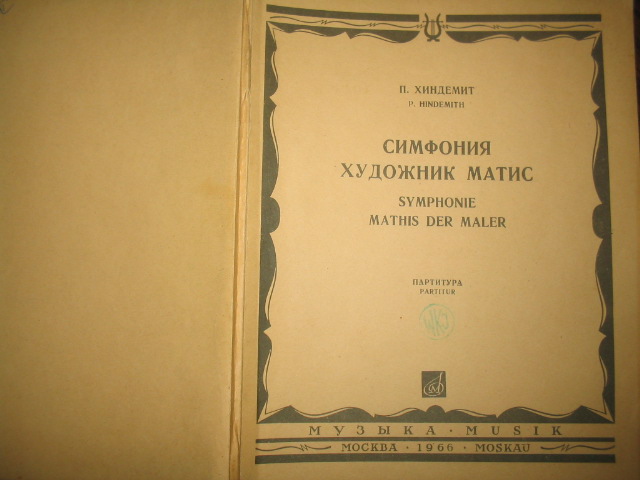 П. ХИНДЕМИТ
P. HINDEMITH
СИМФОНИЯ
ХУДОЖНИК МАТИС
SYMPHONIE
MATHIS DER MALER
ПАРТИТУРА
PARTITUR
МУЗЫКА · MUSIK
МОСКВА · 1966 · MOSKAU